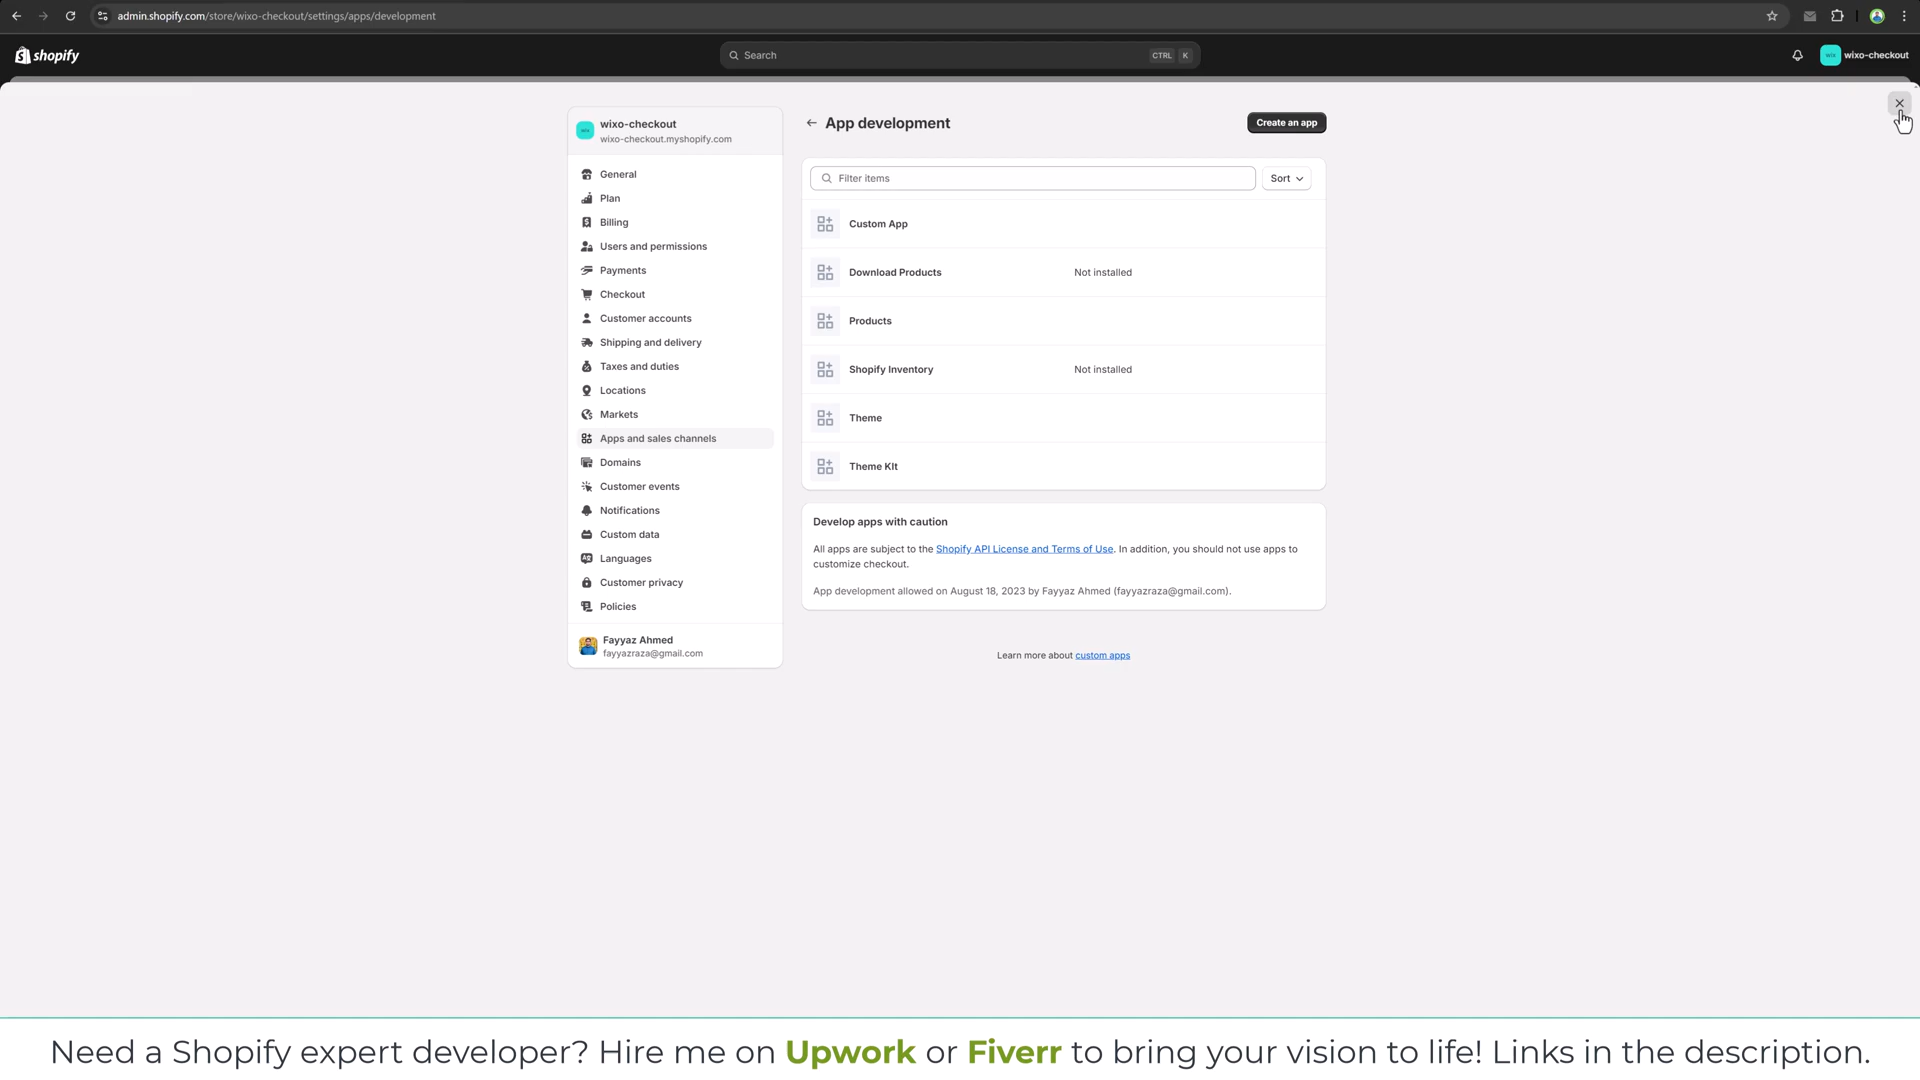 admin.shopify.com/store/wixo-checkout/settings/apps/development
shopify
Search
CTRL K
wix
wixo-checkout
wix
wixo-checkout
wixo-checkout.myshopify.com
General
Plan
Billing
Users and permissions
Payments
Checkout
Customer accounts
Shipping and delivery
Taxes and duties
Locations
Markets
Apps and sales channels
Domains
Customer events
Notifications
Custom data
Languages
Customer privacy
Policies
Fayyaz Ahmed
fayyazraza@gmail.com
App development
Create an app
Filter items
Sort
Custom App
Download Products Not installed
Products
Shopify Inventory Not installed
Theme
Theme KIt
Develop apps with caution
All apps are subject to the Shopify API License and Terms of Use. In addition, you should not use apps to
customize checkout.
App development allowed on August 18, 2023 by Fayyaz Ahmed (fayyazraza@gmail.com).
Learn more about custom apps
Need a Shopify expert developer? Hire me on Upwork or Fiverr to bring your vision to life! Links in the description.